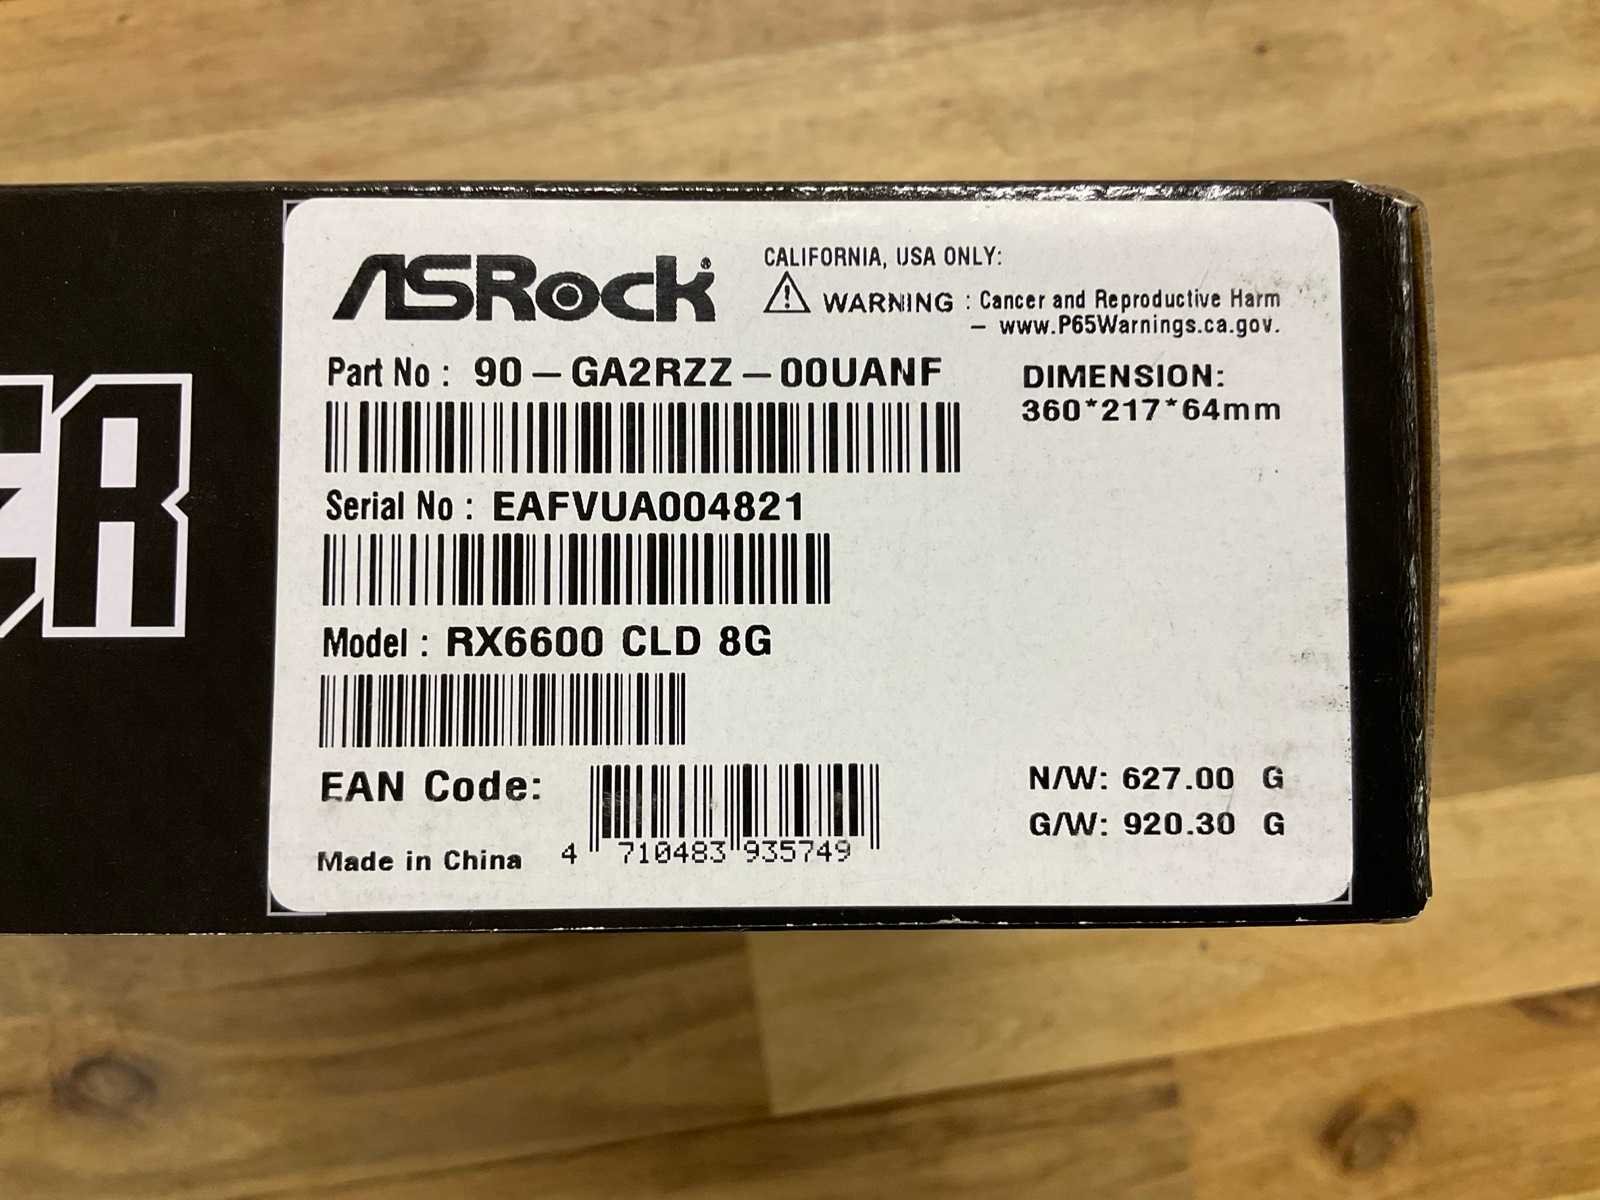 ASRock®
CALIFORNIA, USA ONLY:
WARNING : Cancer and Reproductive Harm
– www.P65Warnings.ca.gov.
Part No : 90-GA2RZZ-00UANF
DIMENSION:
360*217*64mm
Serial No : EAFVUA004821
Model : RX6600 CLD 8G
EAN Code:
4 710483 935749
Made in China
N/W: 627.00 G
G/W: 920.30 G
R